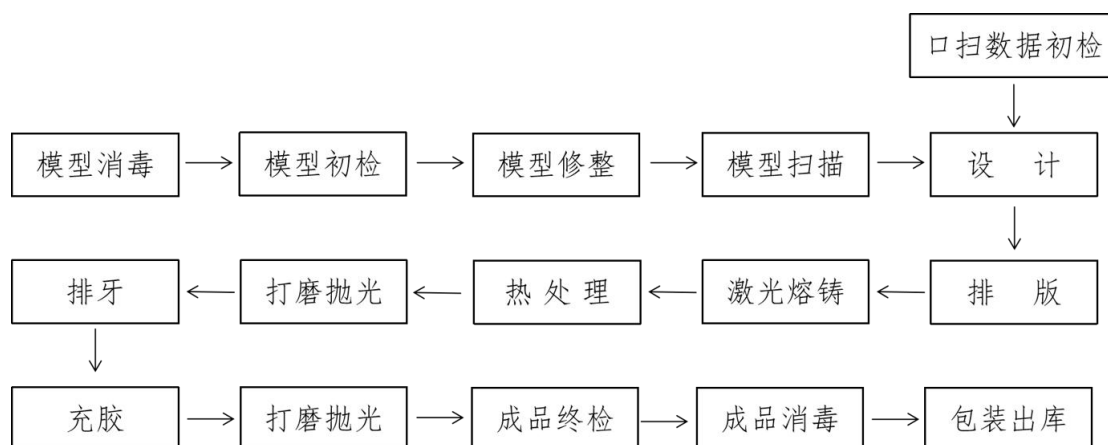 口扫数据初检
模型消毒 模型初检 模型修整 模型扫描 设 计
排牙 打磨抛光 热处理 激光熔铸 排 版
充胶 打磨抛光 成品终检 成品消毒 包装出库